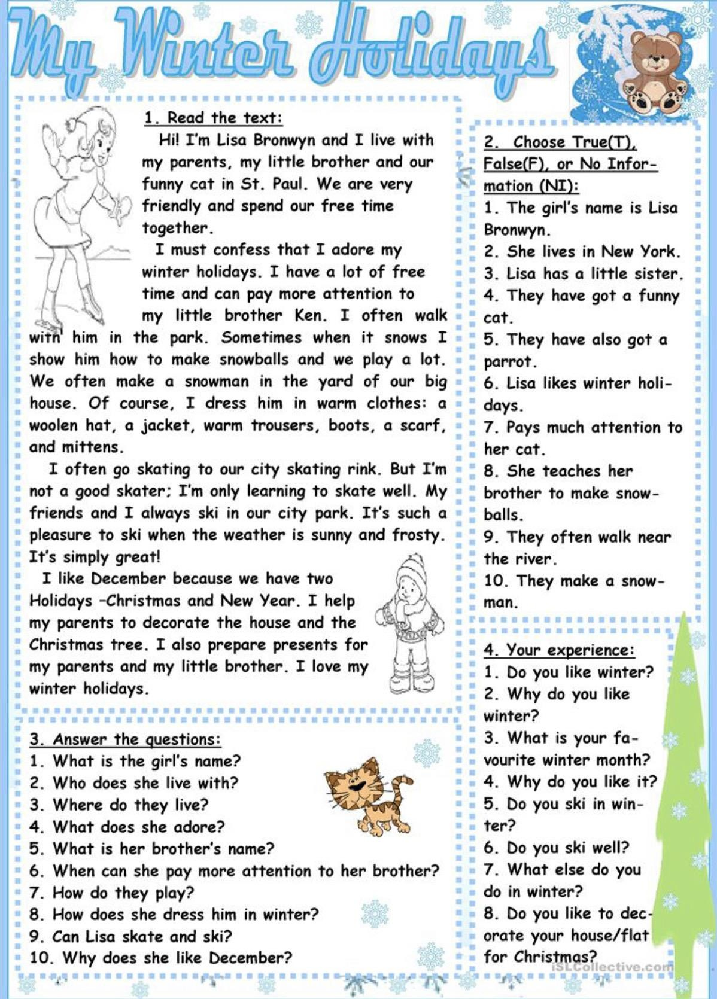 My Winter Holidays
1. Read the text:
Hi! I'm Lisa Bronwyn and I live with
my parents, my little brother and our
funny cat in St. Paul. We are very
friendly and spend our free time
together.
I must confess that I adore my
winter holidays. I have a lot of free
time and can pay more attention to
my little brother Ken. I often walk
with him in the park. Sometimes when it snows I
show him how to make snowballs and we play a lot.
We often make a snowman in the yard of our big
house. Of course, I dress him in warm clothes: a
woolen hat, a jacket, warm trousers, boots, a scarf,
and mittens.
I often go skating to our city skating rink. But I'm
not a good skater; I'm only learning to skate well. My
friends and I always ski in our city park. It's such a
pleasure to ski when the weather is sunny and frosty.
It's simply great!
I like December because we have two
Holidays –Christmas and New Year. I help
my parents to decorate the house and the
Christmas tree. I also prepare presents for
my parents and my little brother. I love my
winter holidays.
2. Choose True(T),
False(F), or No Infor-
mation (NI):
1. The girl's name is Lisa
Bronwyn.
2. She lives in New York.
3. Lisa has a little sister.
4. They have got a funny
cat.
5. They have also got a
parrot.
6. Lisa likes winter holi-
days.
7. Pays much attention to
her cat.
8. She teaches her
brother to make snow-
balls.
9. They often walk near
the river.
10. They make a snow-
man.
3. Answer the questions:
1. What is the girl's name?
2. Who does she live with?
3. Where do they live?
4. What does she adore?
5. What is her brother's name?
6. When can she pay more attention to her brother?
7. How do they play?
8. How does she dress him in winter?
9. Can Lisa skate and ski?
10. Why does she like December?
4. Your experience:
1. Do you like winter?
2. Why do you like
winter?
3. What is your fa-
vourite winter month?
4. Why do you like it?
5. Do you ski in win-
ter?
6. Do you ski well?
7. What else do you
do in winter?
8. Do you like to dec-
orate your house/flat
for Christmas?
iSLCollective.com